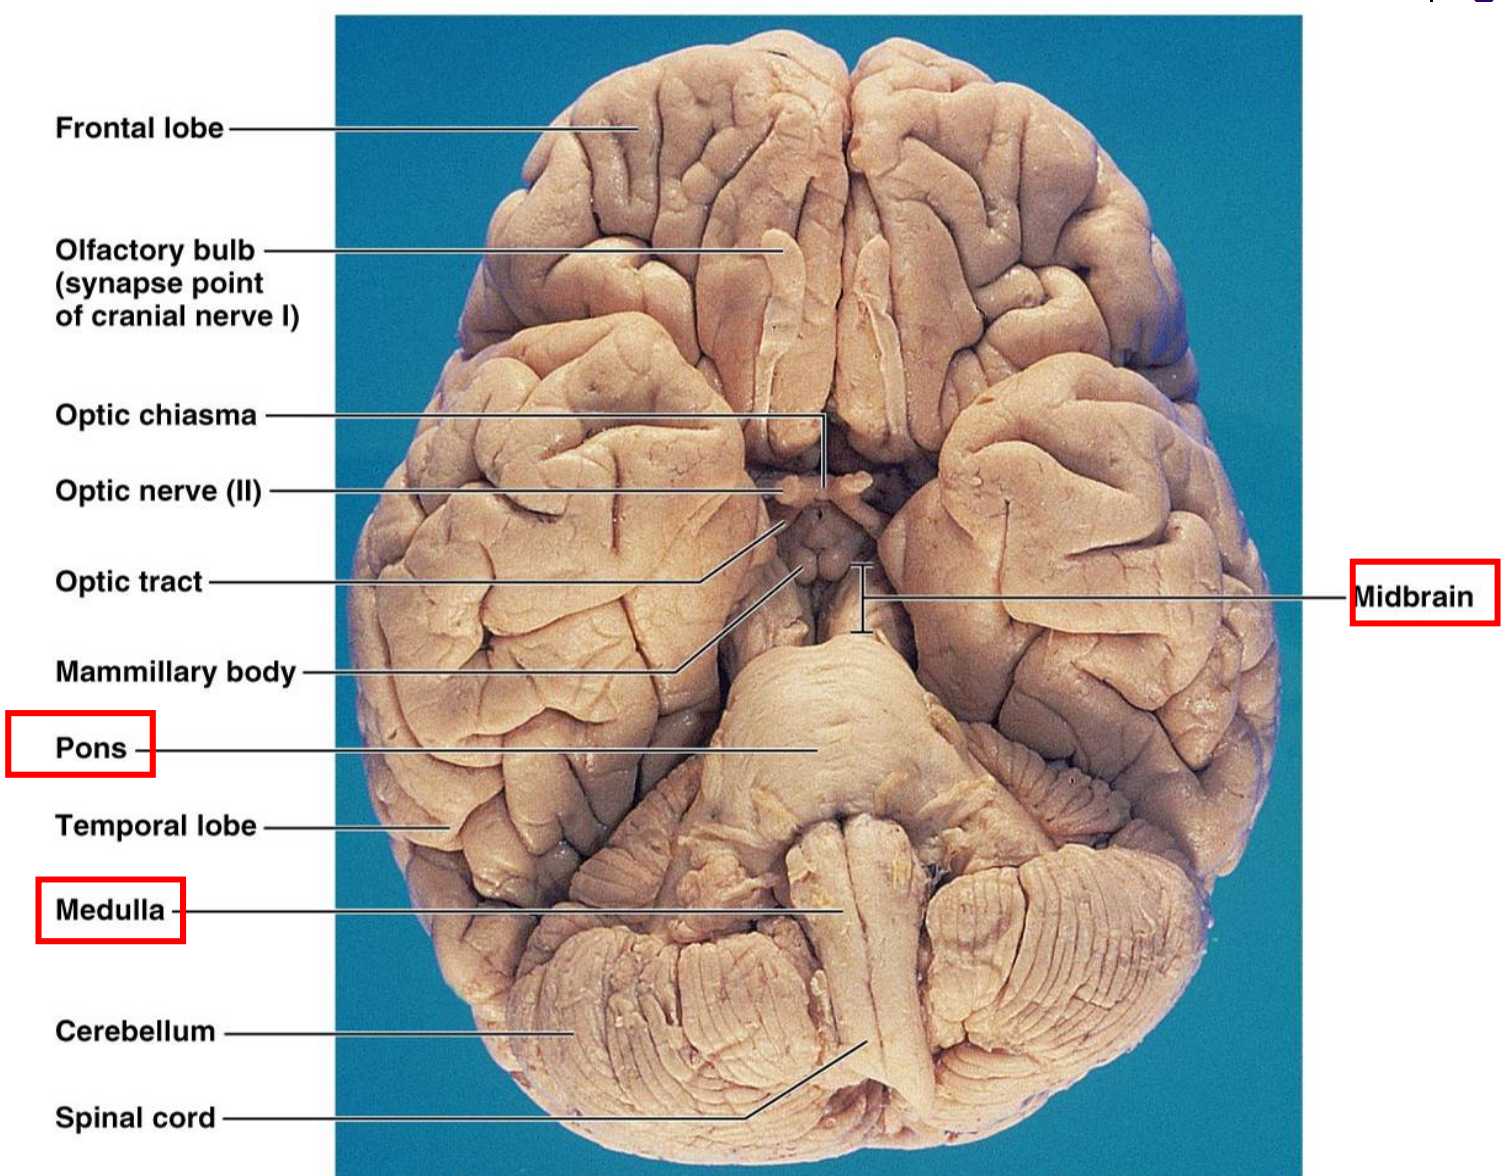 Frontal lobe
Olfactory bulb
(synapse point
of cranial nerve I)
Optic chiasma
Optic nerve (II)
Optic tract
Midbrain
Mammillary body
Pons
Temporal lobe
Medulla
Cerebellum
Spinal cord